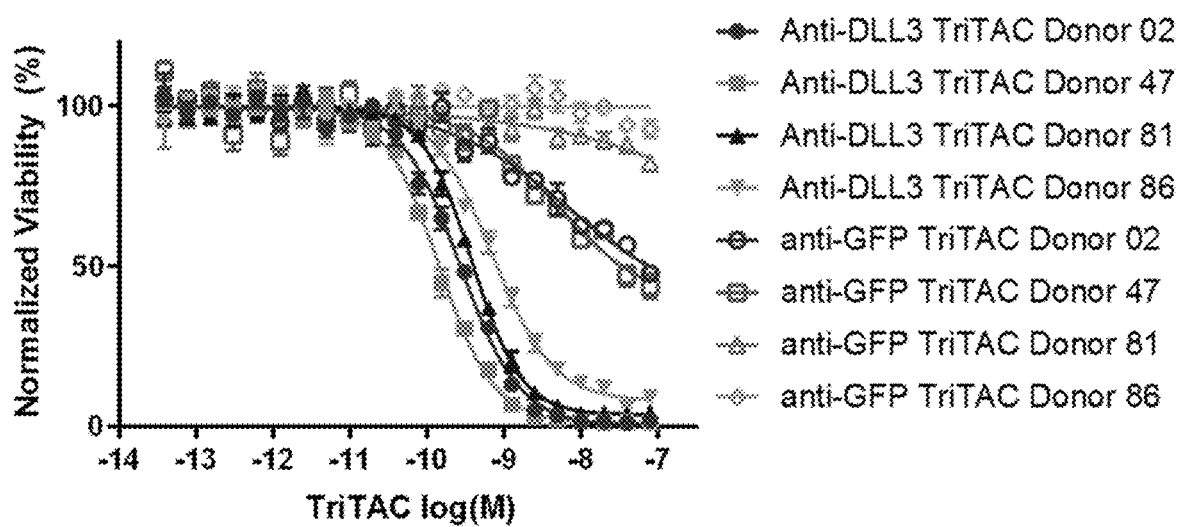 Normalized Viability (%)
100
50
0
-14 -13 -12 -11 -10 -9 -8 -7
TriTAC log(M)
Anti-DLL3 TriTAC Donor 02
Anti-DLL3 TriTAC Donor 47
Anti-DLL3 TriTAC Donor 81
Anti-DLL3 TriTAC Donor 86
anti-GFP TriTAC Donor 02
anti-GFP TriTAC Donor 47
anti-GFP TriTAC Donor 81
anti-GFP TriTAC Donor 86